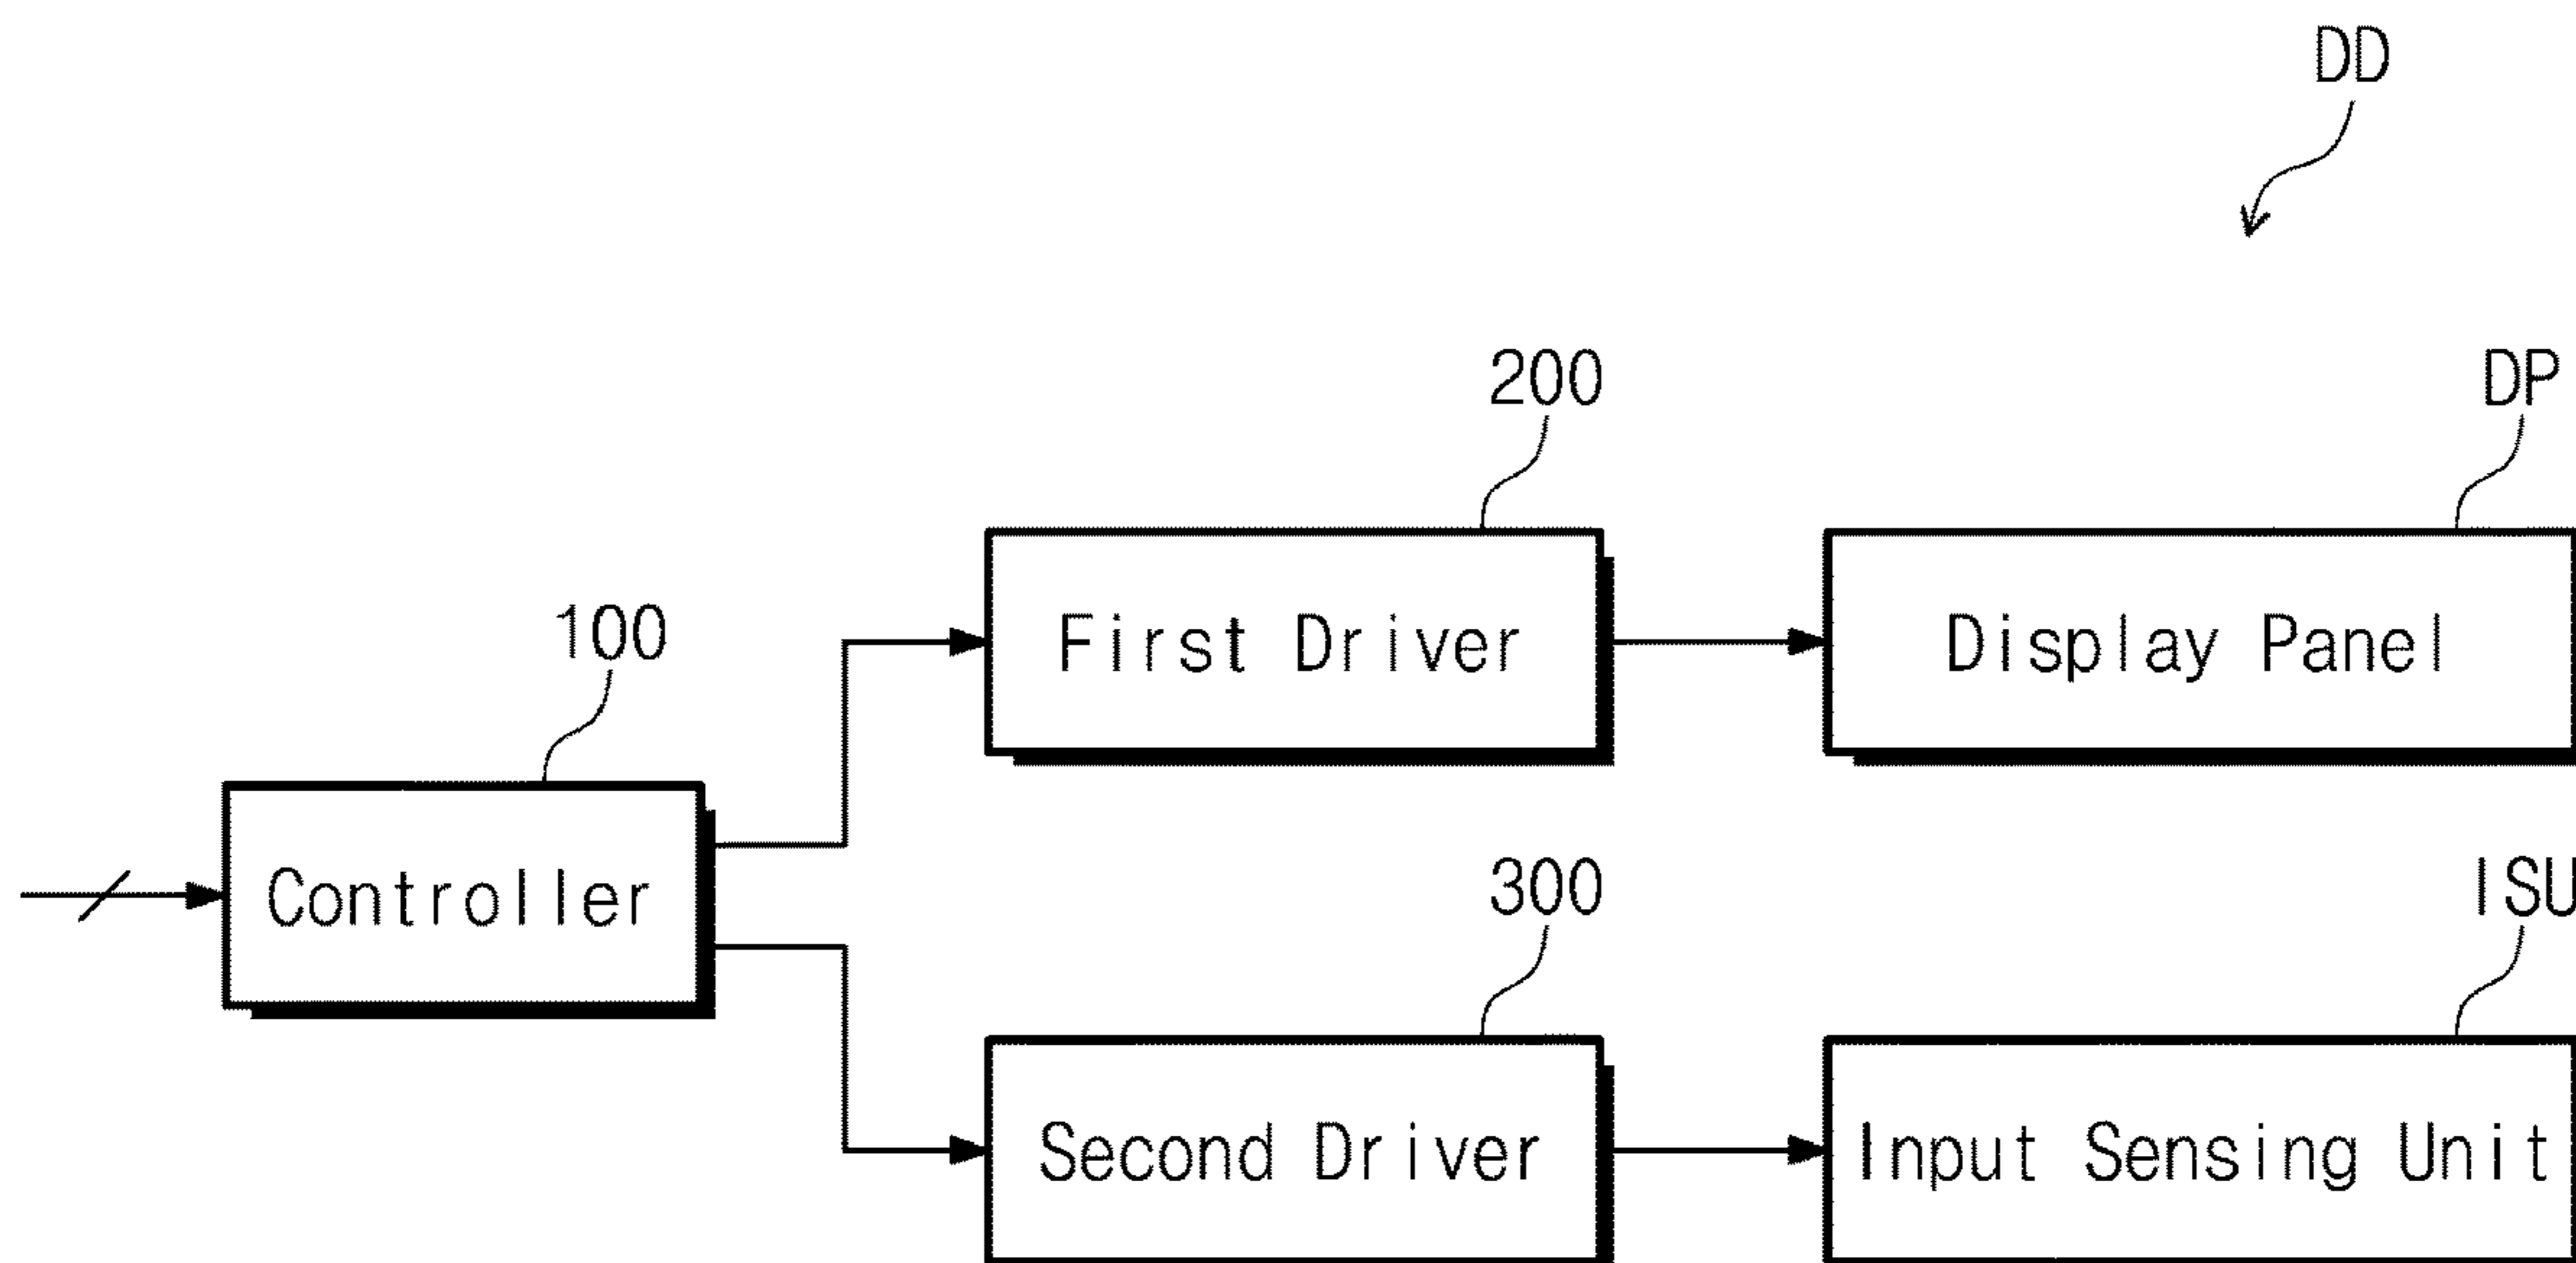 DD
200
DP
First Driver
Display Panel
100
Controller
300
ISU
Second Driver
Input Sensing Unit